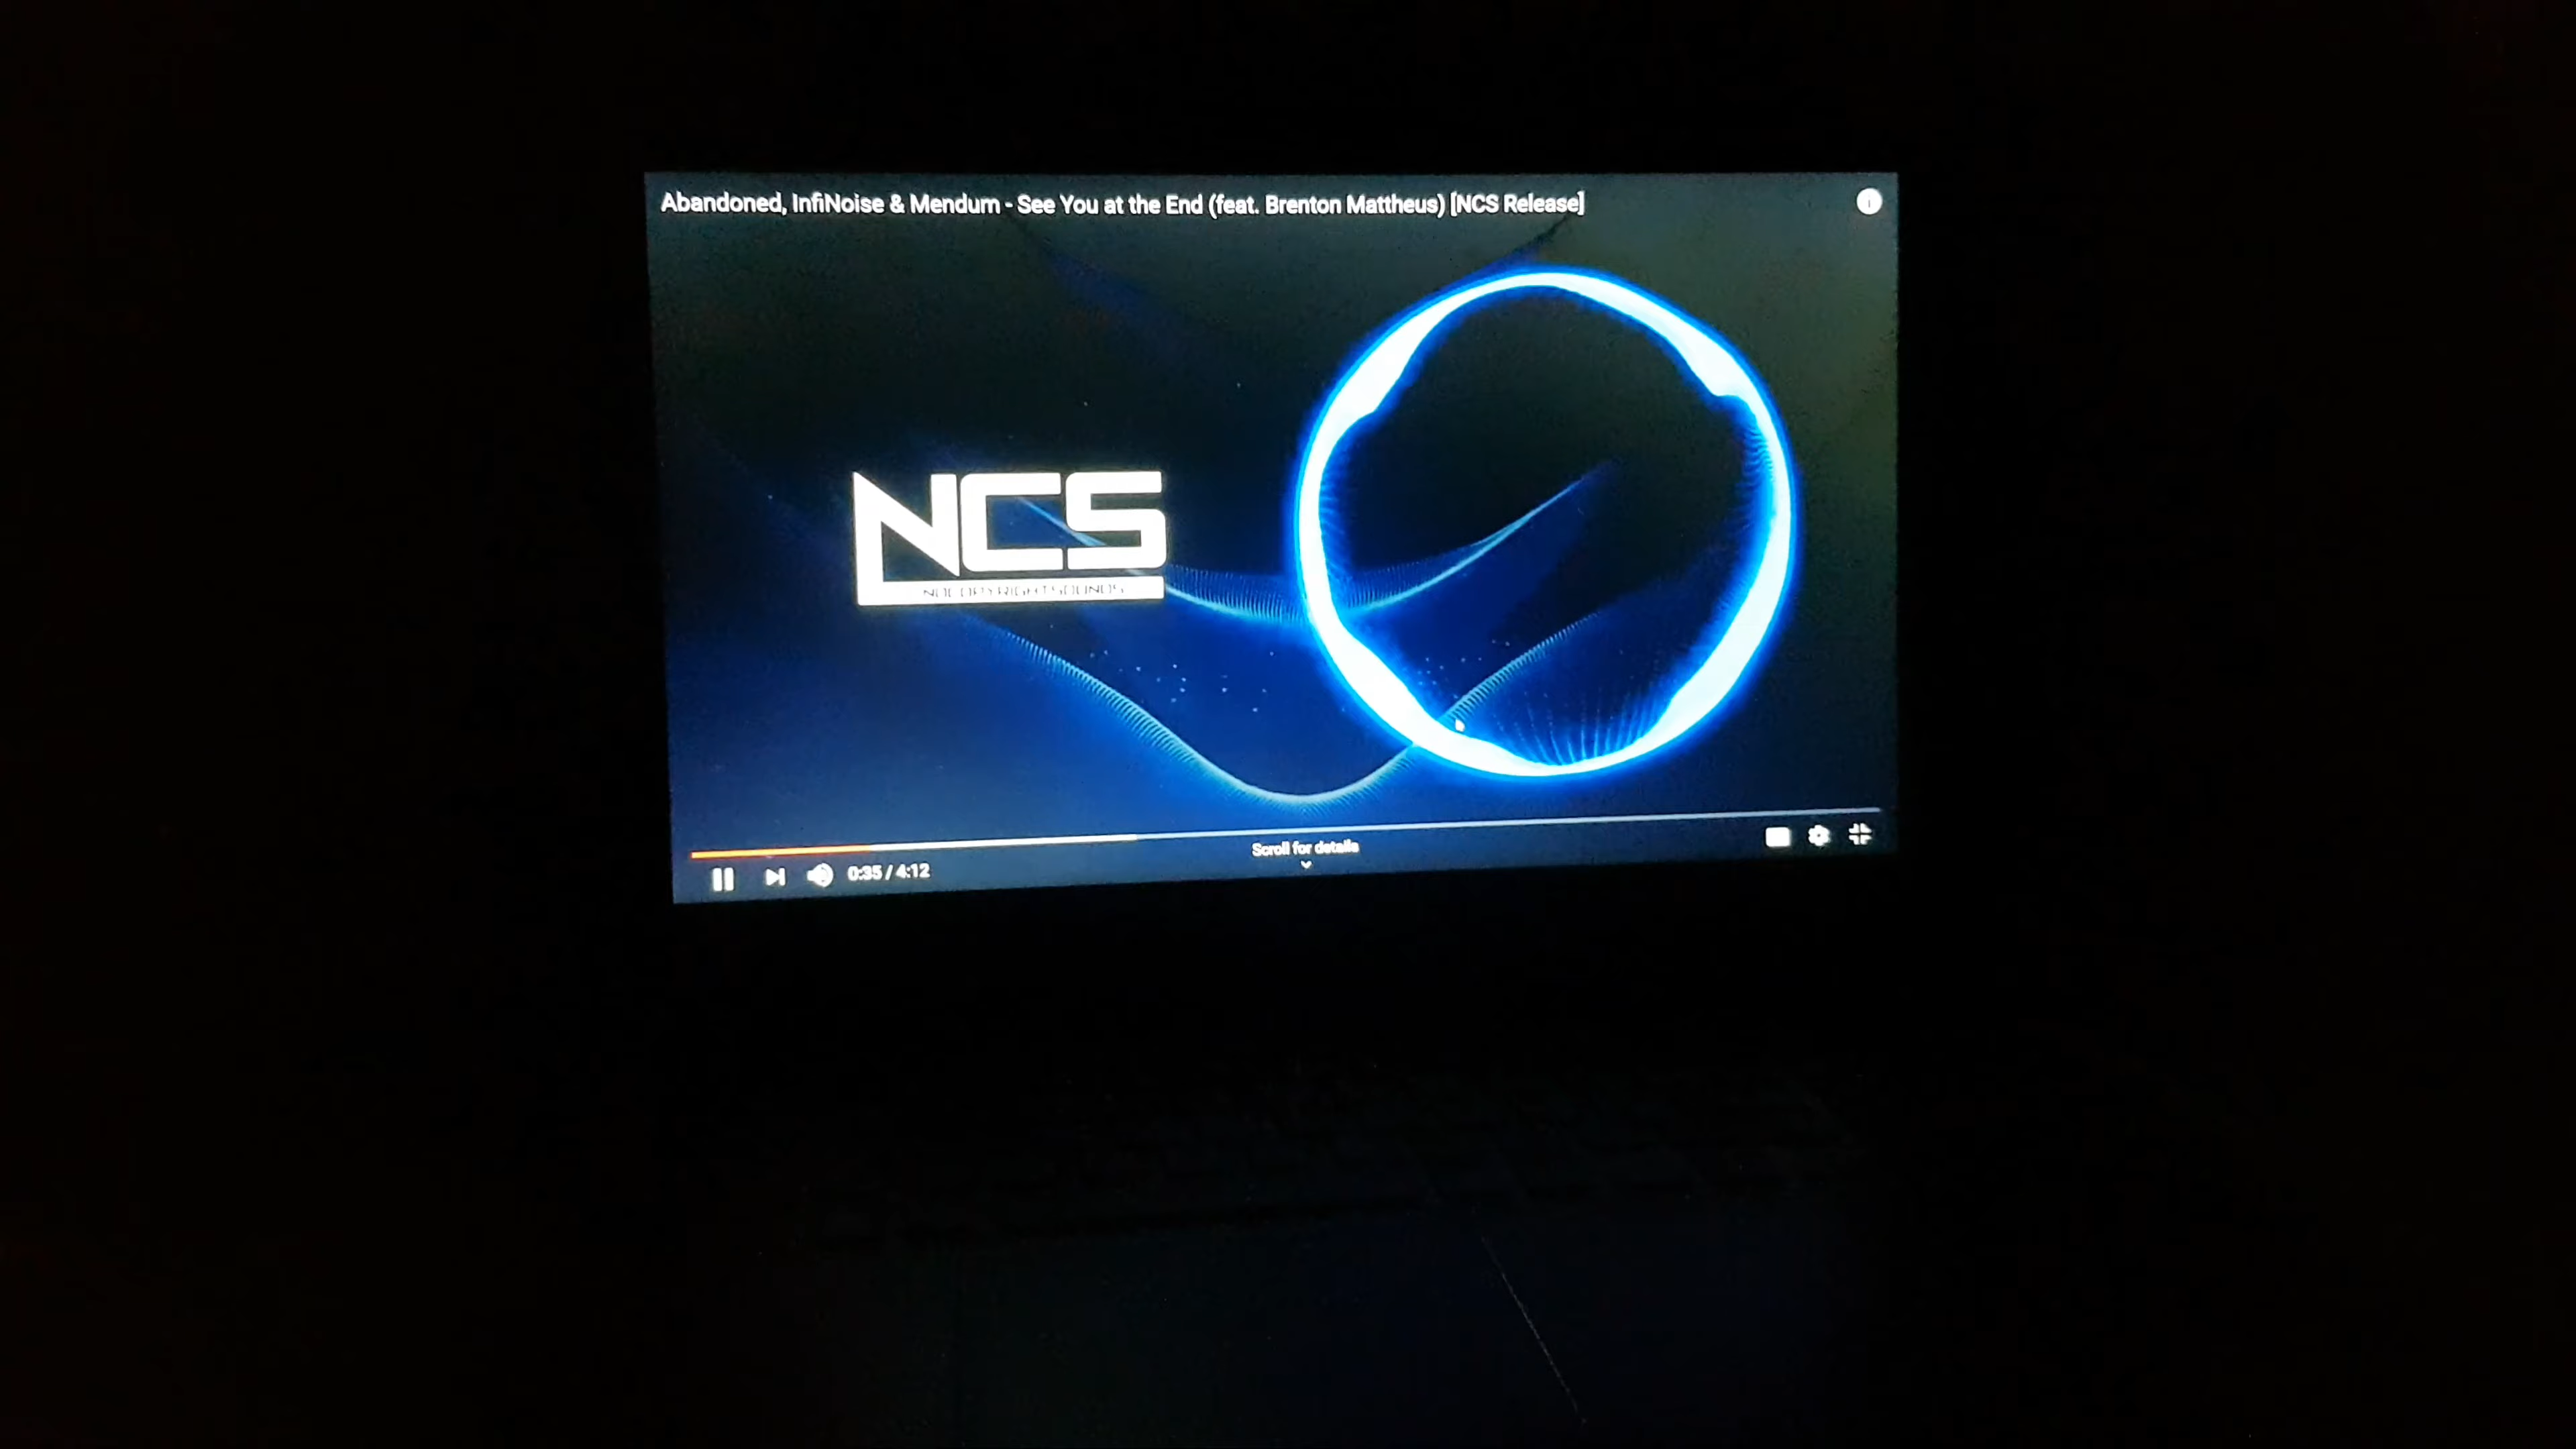 Abandoned, InfiNoise & Mendum - See You at the End (feat. Brenton Mattheus) [NCS Release]
NCS
NOCOPYRIGHTSOUNDS
Scroll for details
0:35 / 4:12